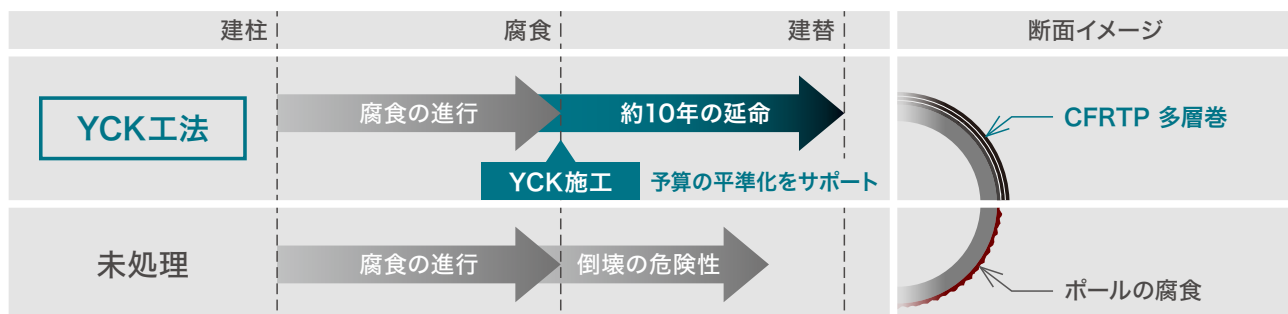 建柱
腐食
建替
断面イメージ
YCK工法
腐食の進行
約10年の延命
YCK施工
予算の平準化をサポート
CFRTP 多層巻
未処理
腐食の進行
倒壊の危険性
ポールの腐食